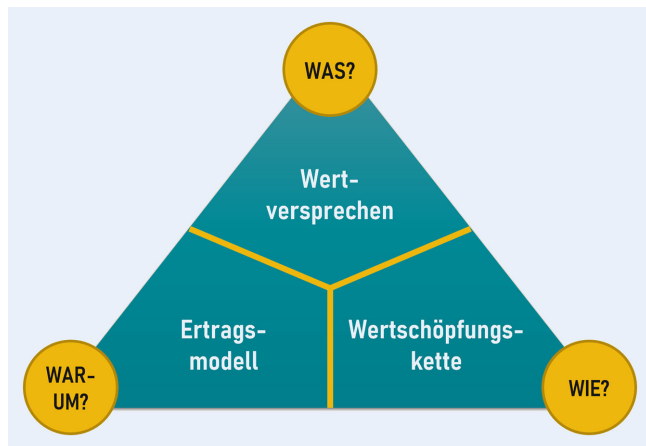 WAS?
Wert-
versprechen
Ertrags-
modell
Wertschöpfungs-
kette
WAR-
UM?
WIE?